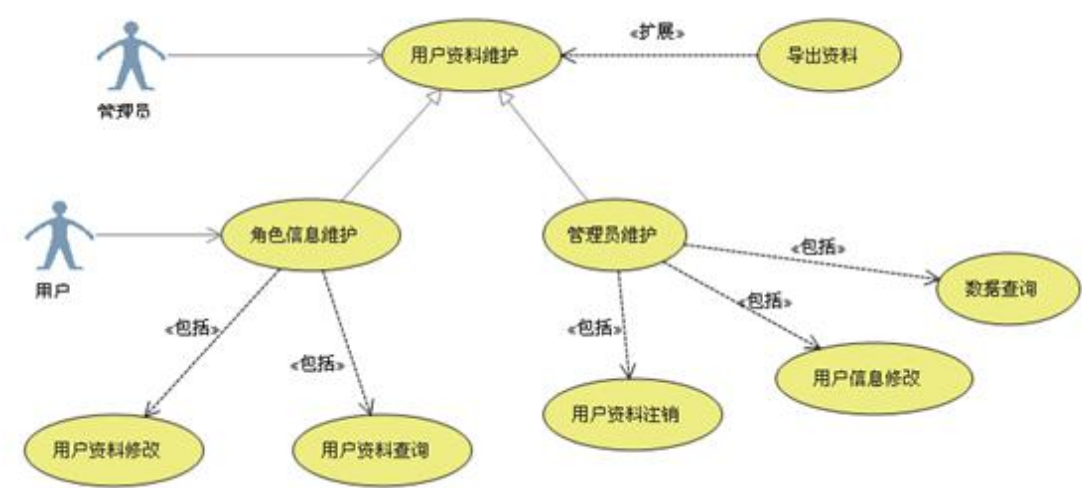 «扩展»
用户资料维护
导出资料
管理员
角色信息维护
管理员维护
«包括»
数据查询
用户
«包括»
«包括»
«包括»
«包括»
用户信息修改
用户资料注销
用户资料修改
用户资料查询